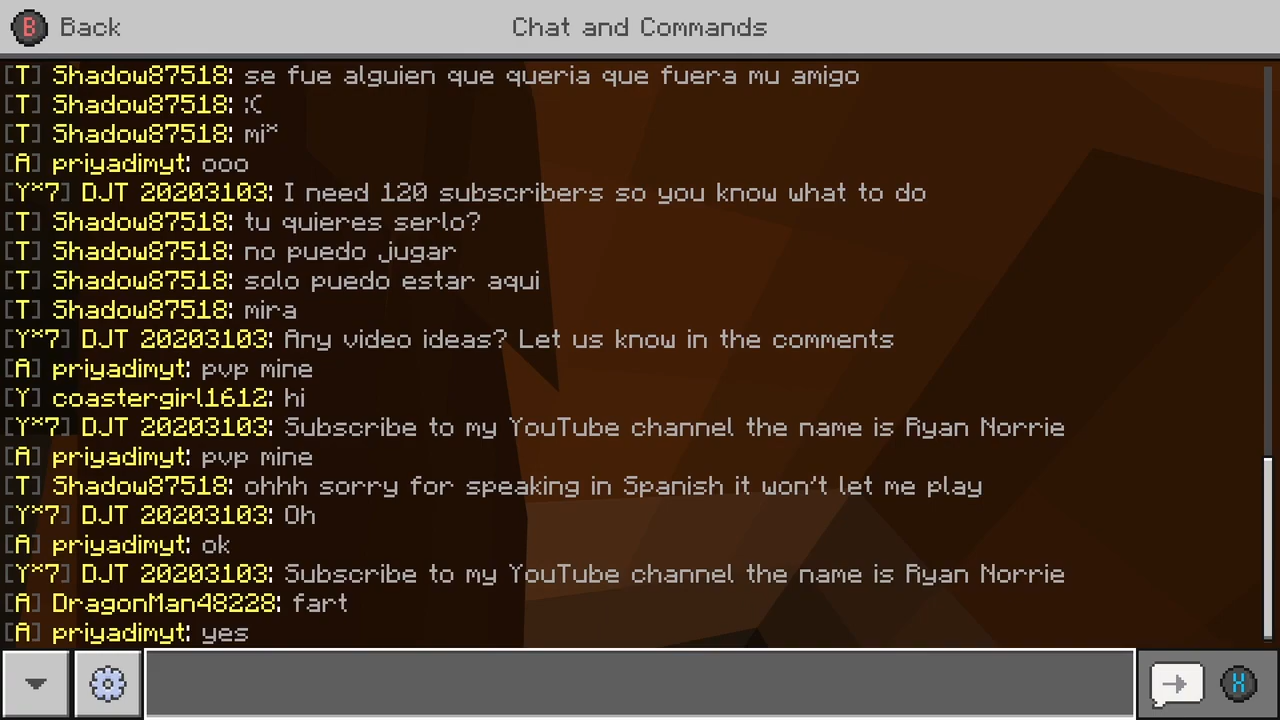 B Back
Chat and Commands
[T] Shadow87518: se fue alguien que queria que fuera mu amigo
[T] Shadow87518: :C
[T] Shadow87518: mi*
[A] priyadimyt: ooo
[Y*7] DJT 20203103: I need 120 subscribers so you know what to do
[T] Shadow87518: tu quieres serlo?
[T] Shadow87518: no puedo jugar
[T] Shadow87518: solo puedo estar aqui
[T] Shadow87518: mira
[Y*7] DJT 20203103: Any video ideas? Let us know in the comments
[A] priyadimyt: pvp mine
[Y] coastergirl1612: hi
[Y*7] DJT 20203103: Subscribe to my YouTube channel the name is Ryan Norrie
[A] priyadimyt: pvp mine
[T] Shadow87518: ohhh sorry for speaking in Spanish it won't let me play
[Y*7] DJT 20203103: Oh
[A] priyadimyt: ok
[Y*7] DJT 20203103: Subscribe to my YouTube channel the name is Ryan Norrie
[A] DragonMan48228: fart
[A] priyadimyt: yes
X